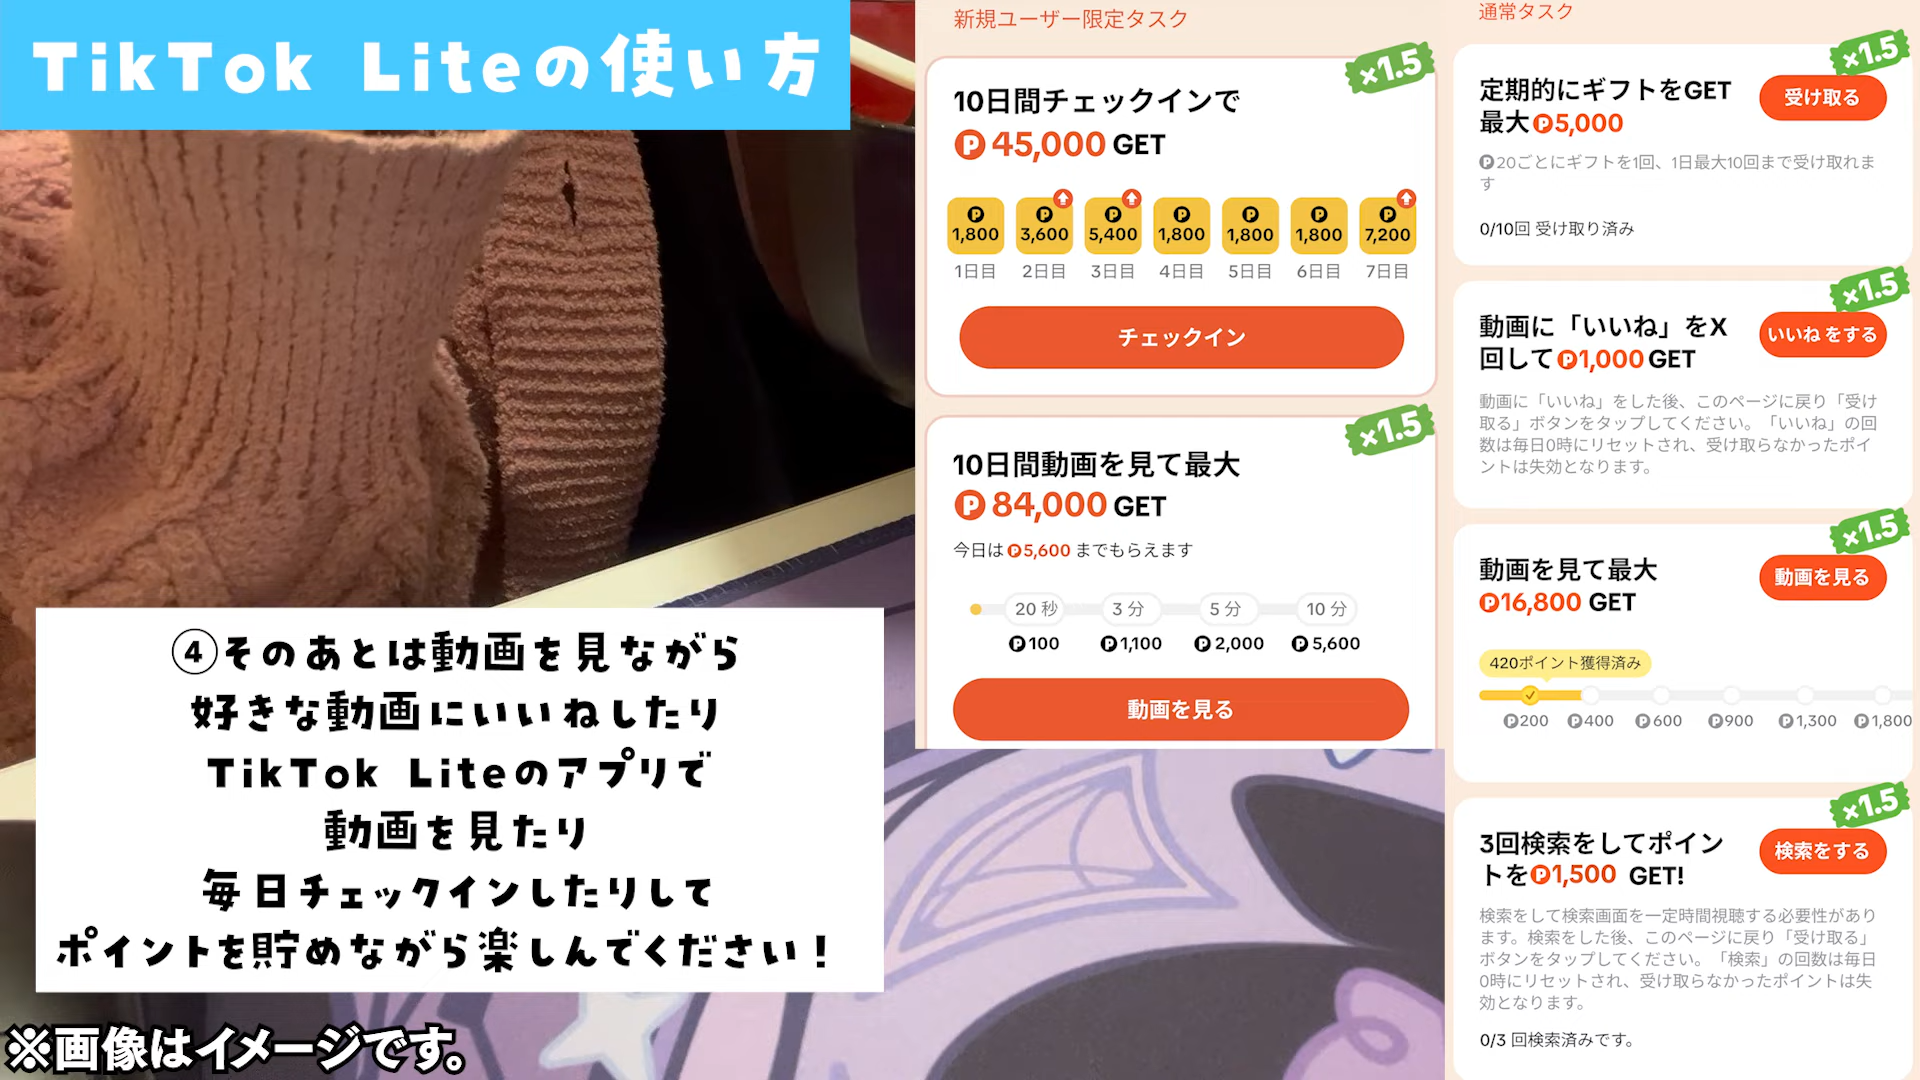 TikTok Liteの使い方
④そのあとは動画を見ながら
好きな動画にいいねしたり
TikTok Liteのアプリで
動画を見たり
毎日チェックインしたりして
ポイントを貯めながら楽しんでください！
※画像はイメージです。
新規ユーザー限定タスク
×1.5
10日間チェックインで
P 45,000 GET
P P P P P P P
1,800 3,600 5,400 1,800 1,800 1,800 7,200
1日目 2日目 3日目 4日目 5日目 6日目 7日目
チェックイン
×1.5
10日間動画を見て最大
P 84,000 GET
今日は P 5,600 までもらえます
20 秒 3 分 5 分 10 分
P 100 P 1,100 P 2,000 P 5,600
動画を見る
通常タスク
×1.5
定期的にギフトをGET
最大 P 5,000
受け取る
P 20ごとにギフトを1回、1日最大10回まで受け取れま
す
0/10回 受け取り済み
×1.5
動画に「いいね」をX
回して P 1,000 GET
いいね をする
動画に「いいね」をした後、このページに戻り「受け
取る」ボタンをタップしてください。「いいね」の回
数は毎日0時にリセットされ、受け取らなかったポイ
ントは失効となります。
×1.5
動画を見て最大
P 16,800 GET
動画を見る
420ポイント獲得済み
P 200 P 400 P 600 P 900 P 1,300 P 1,800
×1.5
3回検索をしてポイン
トを P 1,500 GET!
検索をする
検索をして検索画面を一定時間視聴する必要性があり
ます。検索をした後、このページに戻り「受け取る」
ボタンをタップしてください。「検索」の回数は毎日
0時にリセットされ、受け取らなかったポイントは失
効となります。
0/3 回検索済みです。